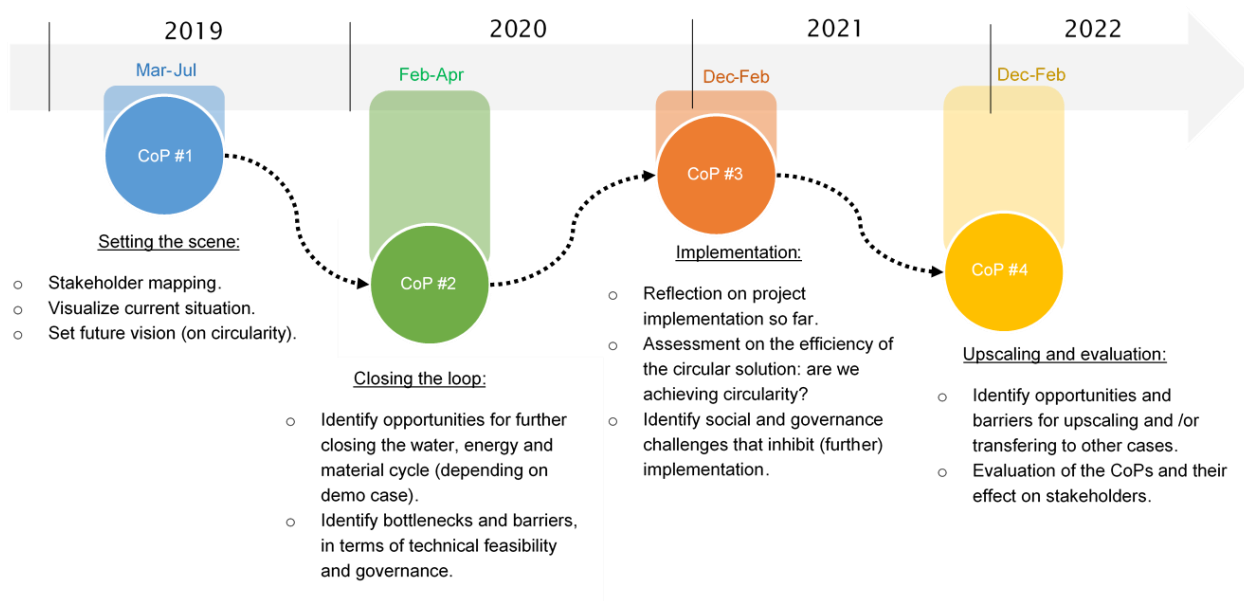 2019
2020
2021
2022
Mar-Jul
Feb-Apr
Dec-Feb
Dec-Feb
CoP #1
Setting the scene:
o Stakeholder mapping.
o Visualize current situation.
o Set future vision (on circularity).
CoP #2
Closing the loop:
o Identify opportunities for further
closing the water, energy and
material cycle (depending on
demo case).
o Identify bottlenecks and barriers,
in terms of technical feasibility
and governance.
CoP #3
Implementation:
o Reflection on project
implementation so far.
o Assessment on the efficiency of
the circular solution: are we
achieving circularity?
o Identify social and governance
challenges that inhibit (further)
implementation.
CoP #4
Upscaling and evaluation:
o Identify opportunities and
barriers for upscaling and /or
transfering to other cases.
o Evaluation of the CoPs and their
effect on stakeholders.